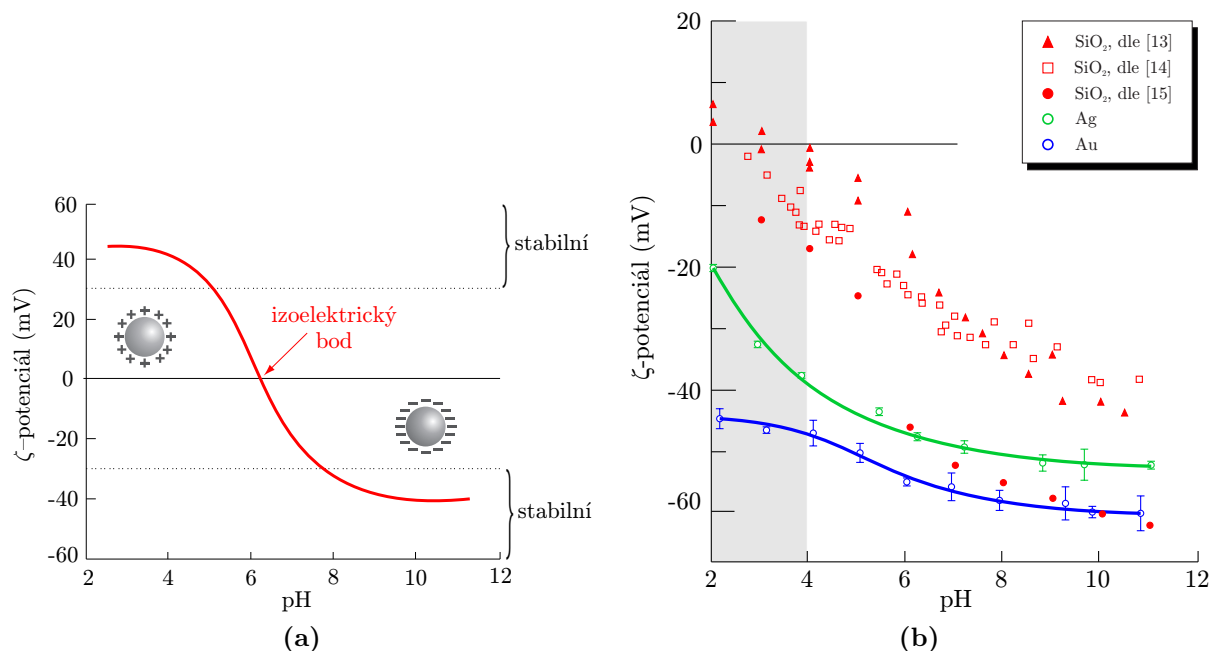 60
40
20
0
-20
-40
-60
2
4
6
8
10
12
ζ–potenciál (mV)
pH
stabilní
izoelektrický
bod
stabilní
(a)
20
0
-20
-40
-60
2
4
6
8
10
12
ζ-potenciál (mV)
pH
SiO₂, dle [13]
SiO₂, dle [14]
SiO₂, dle [15]
Ag
Au
(b)